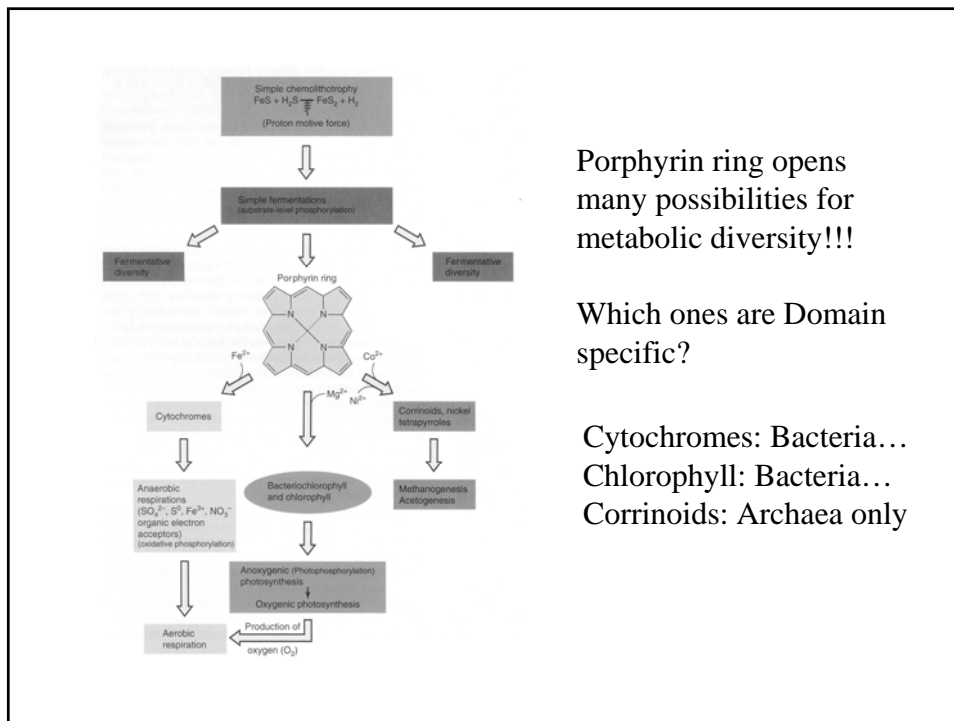 Simple chemolithotrophy
FeS + H₂S FeS₂ + H₂
(Proton motive force)
Simple fermentations
(substrate-level phosphorylation)
Fermentative
diversity
Fermentative
diversity
Porphyrin ring
N
N
N
N
Fe²⁺
Co²⁺
Mg²⁺
Ni²⁺
Cytochromes
Corrinoids, nickel
tetrapyrroles
Anaerobic
respirations
(SO₄²⁻, S⁰, Fe³⁺, NO₃⁻
organic electron
acceptors)
(oxidative phosphorylation)
Bacteriochlorophyll
and chlorophyll
Methanogenesis
Acetogenesis
Anoxygenic (Photophosphorylation)
photosynthesis
Oxygenic photosynthesis
Aerobic
respiration
Production of
oxygen (O₂)
Porphyrin ring opens
many possibilities for
metabolic diversity!!!
Which ones are Domain
specific?
Cytochromes: Bacteria…
Chlorophyll: Bacteria…
Corrinoids: Archaea only